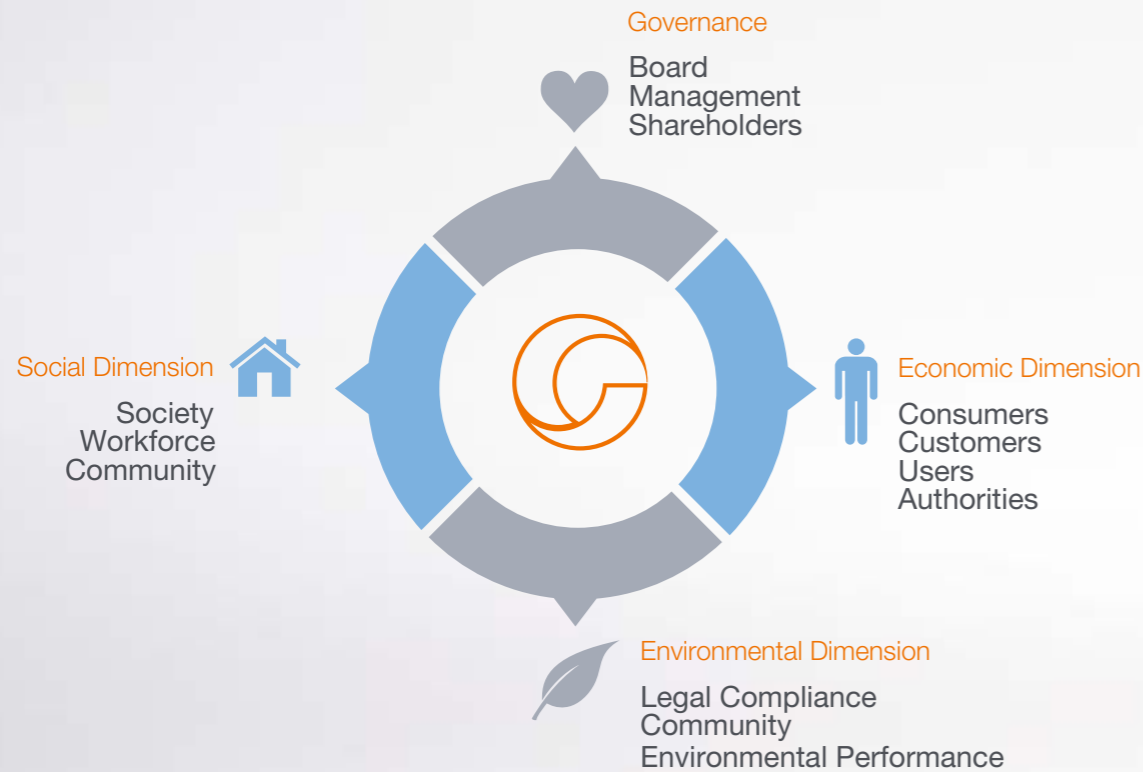 Governance
Board
Management
Shareholders
Social Dimension
Society
Workforce
Community
Economic Dimension
Consumers
Customers
Users
Authorities
Environmental Dimension
Legal Compliance
Community
Environmental Performance